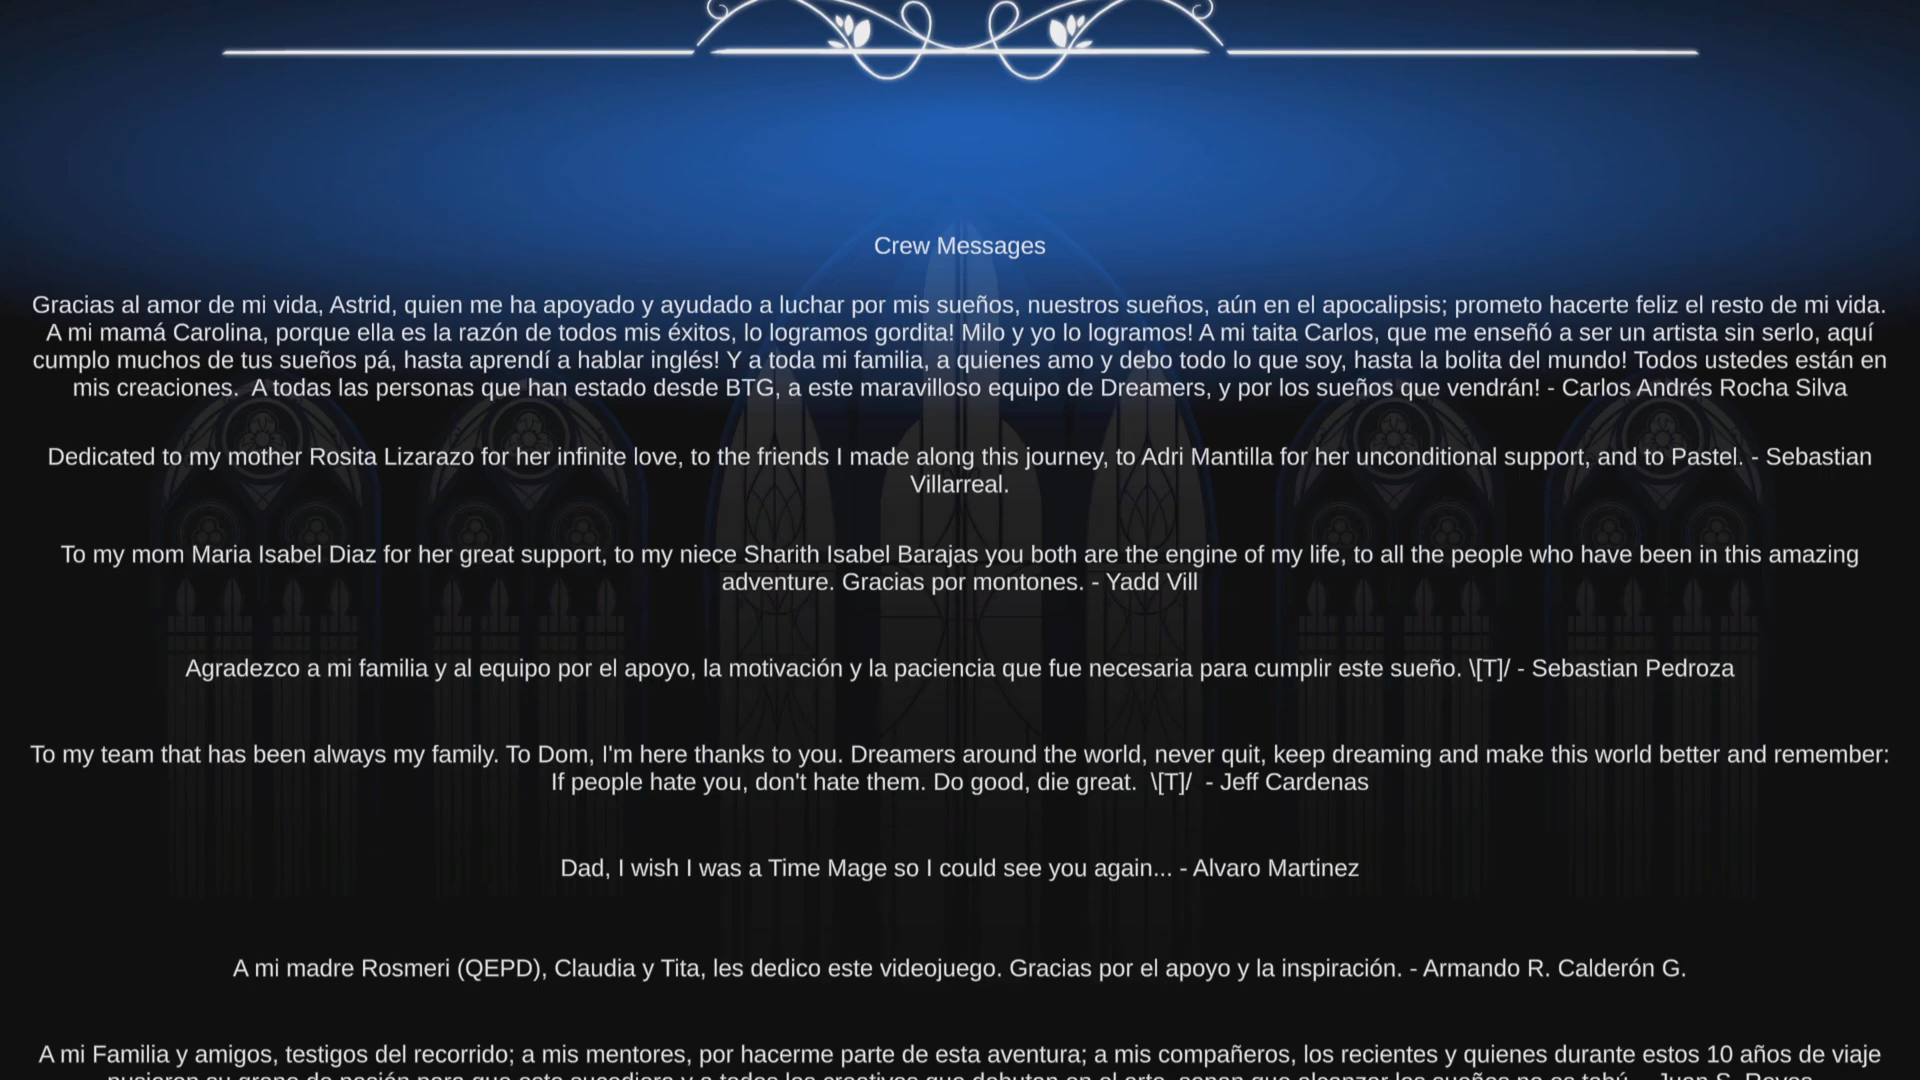 Crew Messages
Gracias al amor de mi vida, Astrid, quien me ha apoyado y ayudado a luchar por mis sueños, nuestros sueños, aún en el apocalipsis; prometo hacerte feliz el resto de mi vida.
A mi mamá Carolina, porque ella es la razón de todos mis éxitos, lo logramos gordita! Milo y yo lo logramos! A mi taita Carlos, que me enseñó a ser un artista sin serlo, aquí
cumplo muchos de tus sueños pá, hasta aprendí a hablar inglés! Y a toda mi familia, a quienes amo y debo todo lo que soy, hasta la bolita del mundo! Todos ustedes están en
mis creaciones.  A todas las personas que han estado desde BTG, a este maravilloso equipo de Dreamers, y por los sueños que vendrán! - Carlos Andrés Rocha Silva
Dedicated to my mother Rosita Lizarazo for her infinite love, to the friends I made along this journey, to Adri Mantilla for her unconditional support, and to Pastel. - Sebastian
Villarreal.
To my mom Maria Isabel Diaz for her great support, to my niece Sharith Isabel Barajas you both are the engine of my life, to all the people who have been in this amazing
adventure. Gracias por montones. - Yadd Vill
Agradezco a mi familia y al equipo por el apoyo, la motivación y la paciencia que fue necesaria para cumplir este sueño. \[T]/ - Sebastian Pedroza
To my team that has been always my family. To Dom, I'm here thanks to you. Dreamers around the world, never quit, keep dreaming and make this world better and remember:
If people hate you, don't hate them. Do good, die great.  \[T]/  - Jeff Cardenas
Dad, I wish I was a Time Mage so I could see you again... - Alvaro Martinez
A mi madre Rosmeri (QEPD), Claudia y Tita, les dedico este videojuego. Gracias por el apoyo y la inspiración. - Armando R. Calderón G.
A mi Familia y amigos, testigos del recorrido; a mis mentores, por hacerme parte de esta aventura; a mis compañeros, los recientes y quienes durante estos 10 años de viaje